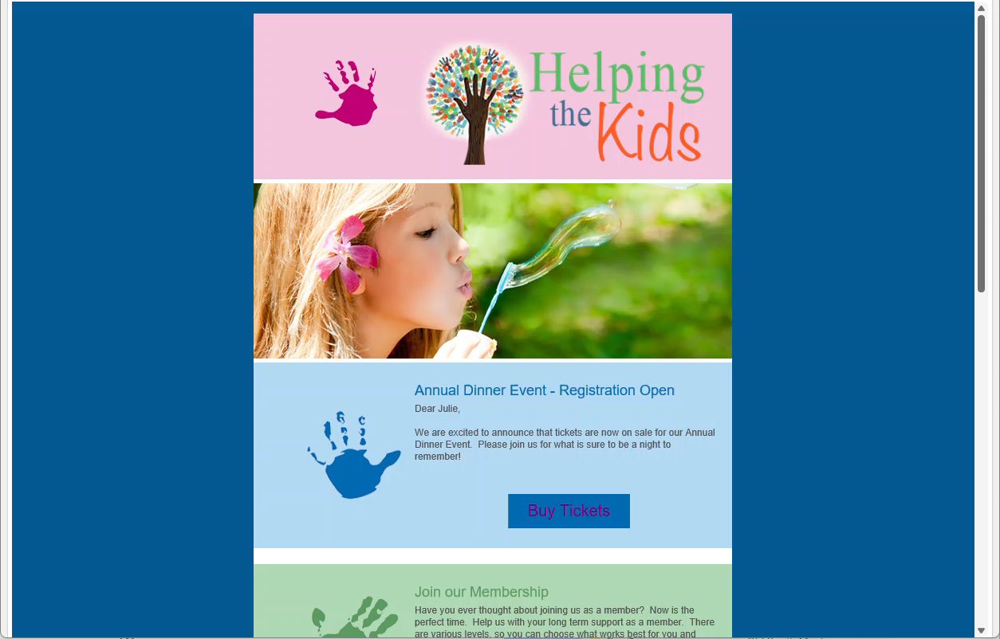 Helping
the Kids
Annual Dinner Event - Registration Open
Dear Julie,
We are excited to announce that tickets are now on sale for our Annual
Dinner Event.  Please join us for what is sure to be a night to
remember!
Buy Tickets
Join our Membership
Have you ever thought about joining us as a member?  Now is the
perfect time.  Help us with your long term support as a member.  There
are various levels, so you can choose what works best for you and